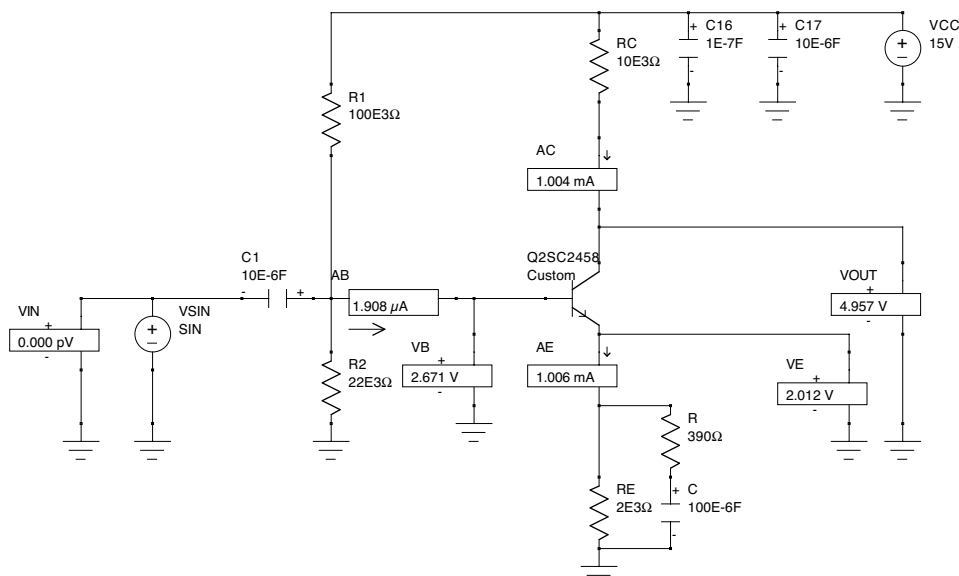 C16
1E-7F
C17
10E-6F
VCC
15V
RC
10E3Ω
R1
100E3Ω
AC
1.004 mA
C1
10E-6F
AB
1.908 µA
Q2SC2458
Custom
VOUT
4.957 V
VIN
0.000 pV
VSIN
SIN
R2
22E3Ω
VB
2.671 V
AE
1.006 mA
VE
2.012 V
R
390Ω
RE
2E3Ω
C
100E-6F